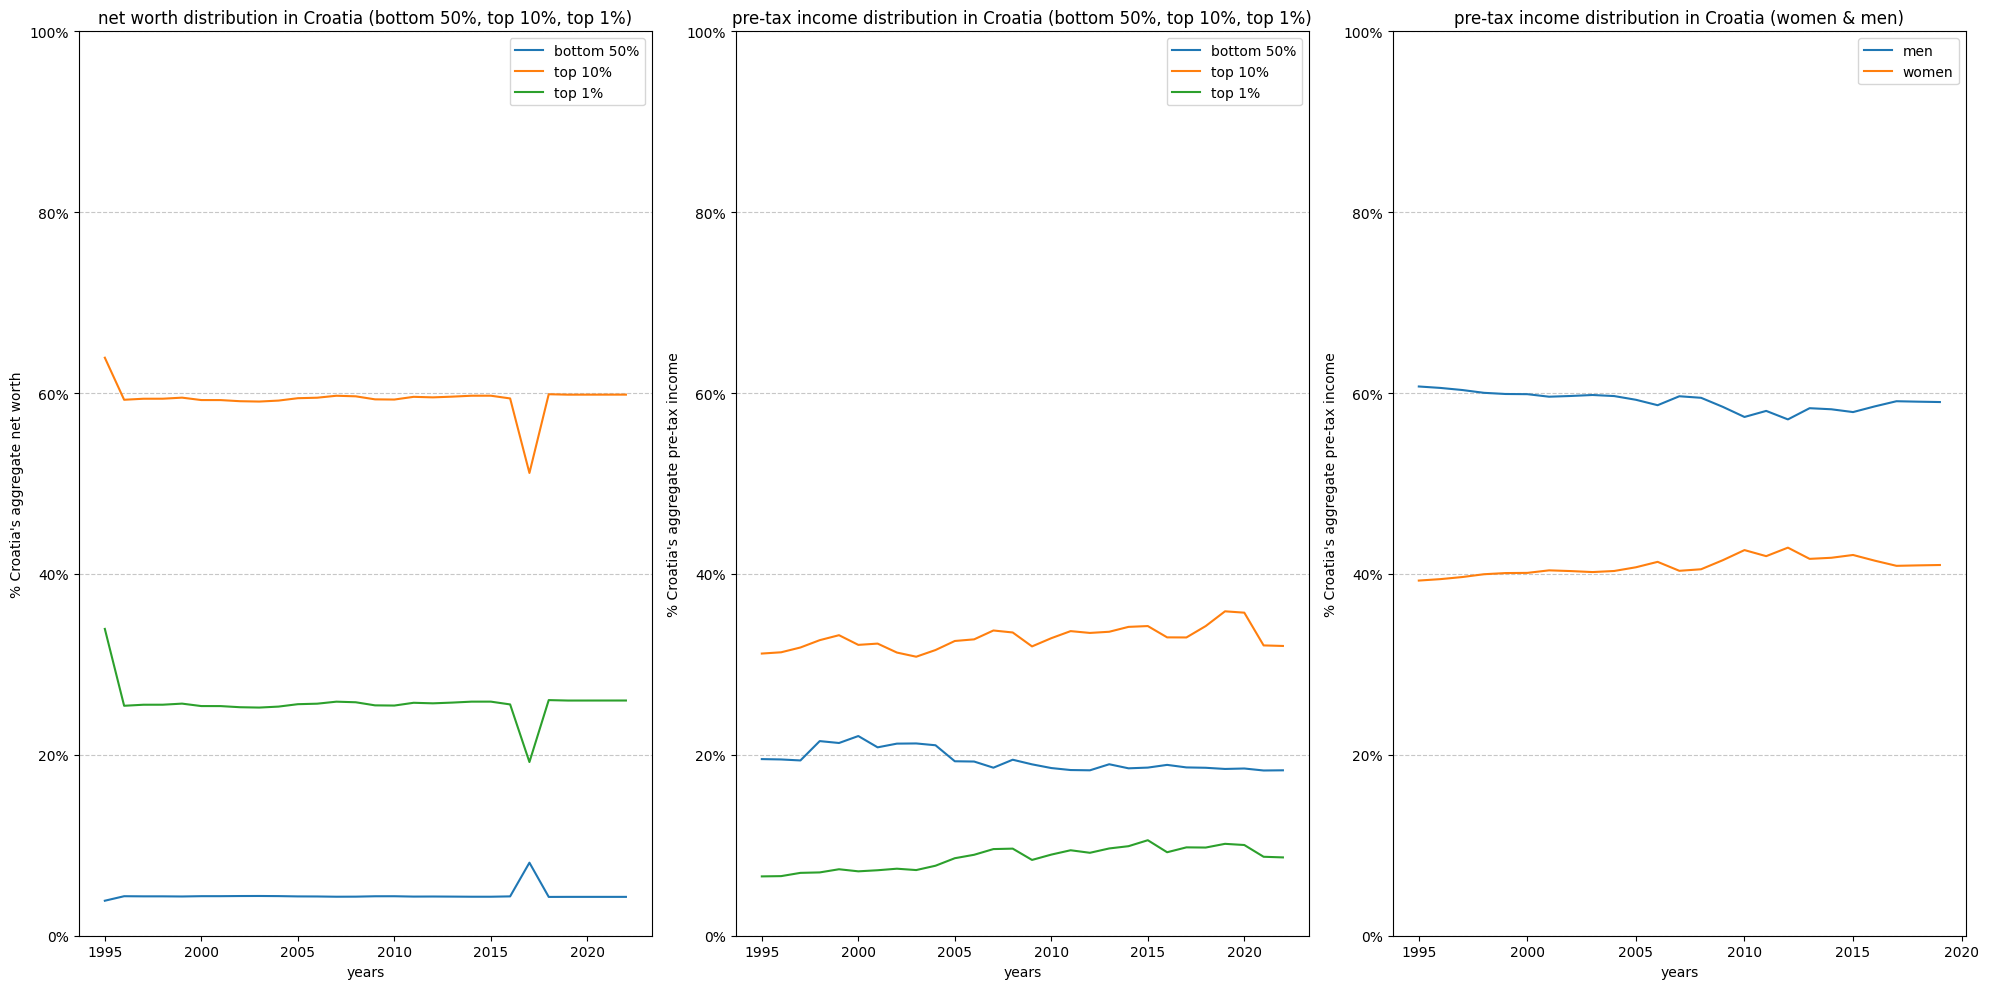 net worth distribution in Croatia (bottom 50%, top 10%, top 1%)
100%
80%
60%
40%
20%
0%
% Croatia's aggregate net worth
bottom 50%
top 10%
top 1%
1995 2000 2005 2010 2015 2020
years
pre-tax income distribution in Croatia (bottom 50%, top 10%, top 1%)
100%
80%
60%
40%
20%
0%
% Croatia's aggregate pre-tax income
bottom 50%
top 10%
top 1%
1995 2000 2005 2010 2015 2020
years
pre-tax income distribution in Croatia (women & men)
100%
80%
60%
40%
20%
0%
% Croatia's aggregate pre-tax income
men
women
1995 2000 2005 2010 2015 2020
years